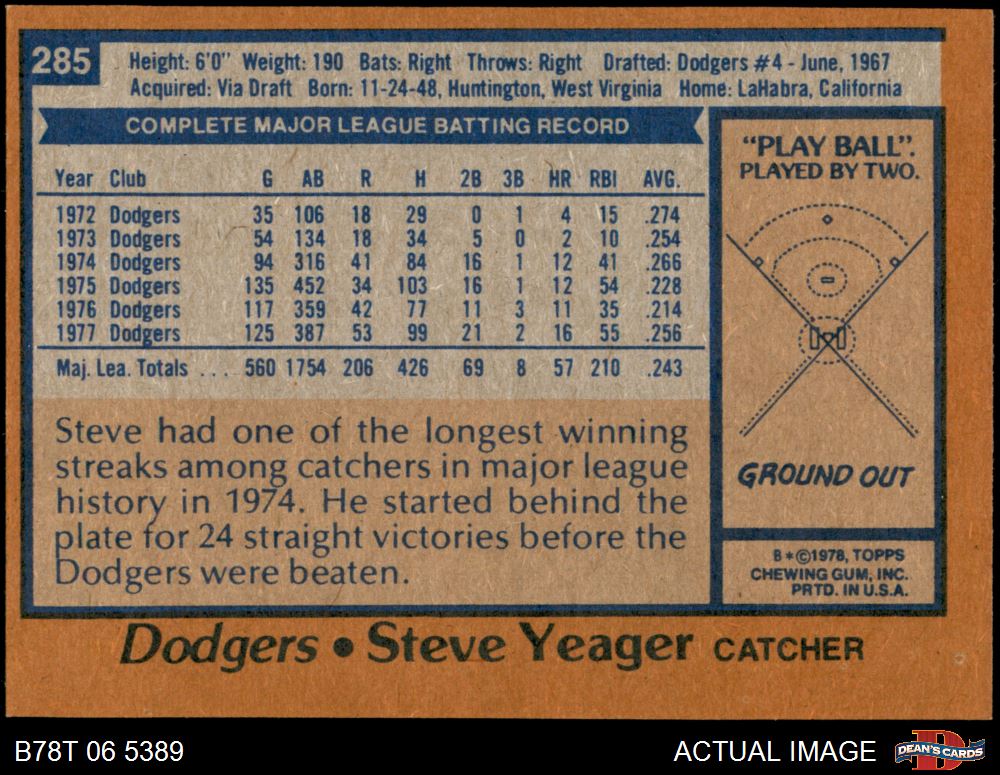 285
Height: 6'0" Weight: 190 Bats: Right Throws: Right Drafted: Dodgers #4 - June, 1967
Acquired: Via Draft Born: 11-24-48, Huntington, West Virginia Home: LaHabra, California
COMPLETE MAJOR LEAGUE BATTING RECORD
Year Club G AB R H 2B 3B HR RBI AVG.
1972 Dodgers 35 106 18 29 0 1 4 15 .274
1973 Dodgers 54 134 18 34 5 0 2 10 .254
1974 Dodgers 94 316 41 84 16 1 12 41 .266
1975 Dodgers 135 452 34 103 16 1 12 54 .228
1976 Dodgers 117 359 42 77 11 3 11 35 .214
1977 Dodgers 125 387 53 99 21 2 16 55 .256
Maj. Lea. Totals ... 560 1754 206 426 69 8 57 210 .243
Steve had one of the longest winning
streaks among catchers in major league
history in 1974. He started behind the
plate for 24 straight victories before the
Dodgers were beaten.
"PLAY BALL".
PLAYED BY TWO.
GROUND OUT
B*©1978, TOPPS
CHEWING GUM, INC.
PRTD. IN U.S.A.
Dodgers • Steve Yeager CATCHER
B78T 06 5389
ACTUAL IMAGE
DEAN'S CARDS